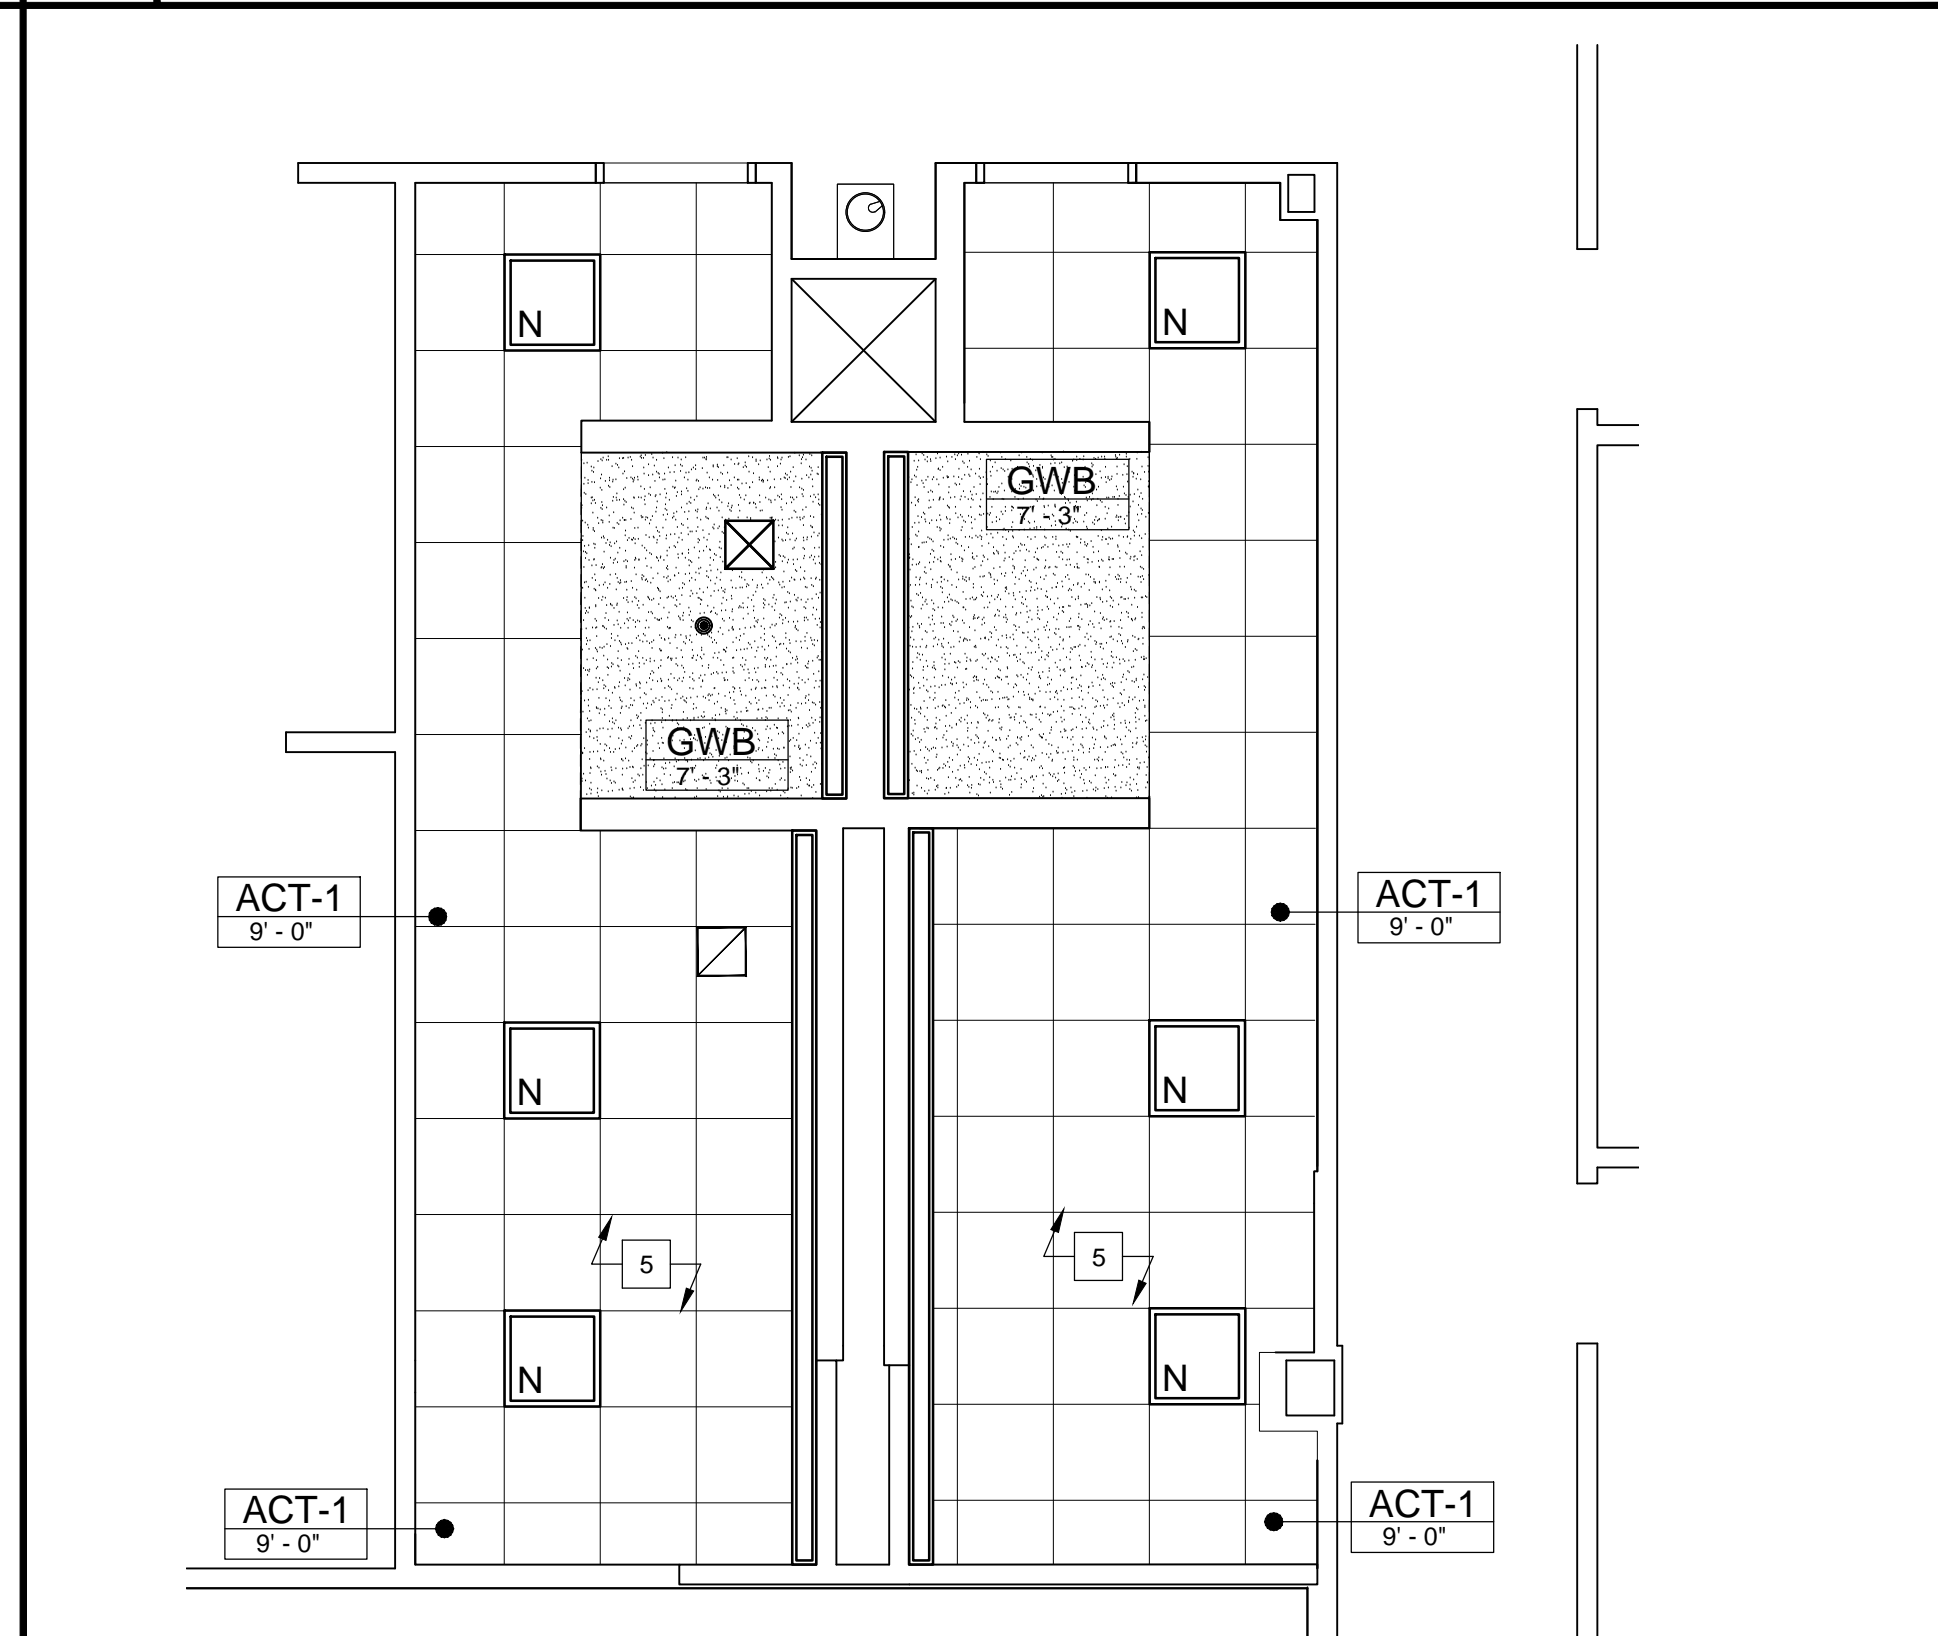 N
N
GWB
7' - 3"
GWB
7' - 3"
ACT-1
9' - 0"
ACT-1
9' - 0"
N
N
5
5
N
N
ACT-1
9' - 0"
ACT-1
9' - 0"